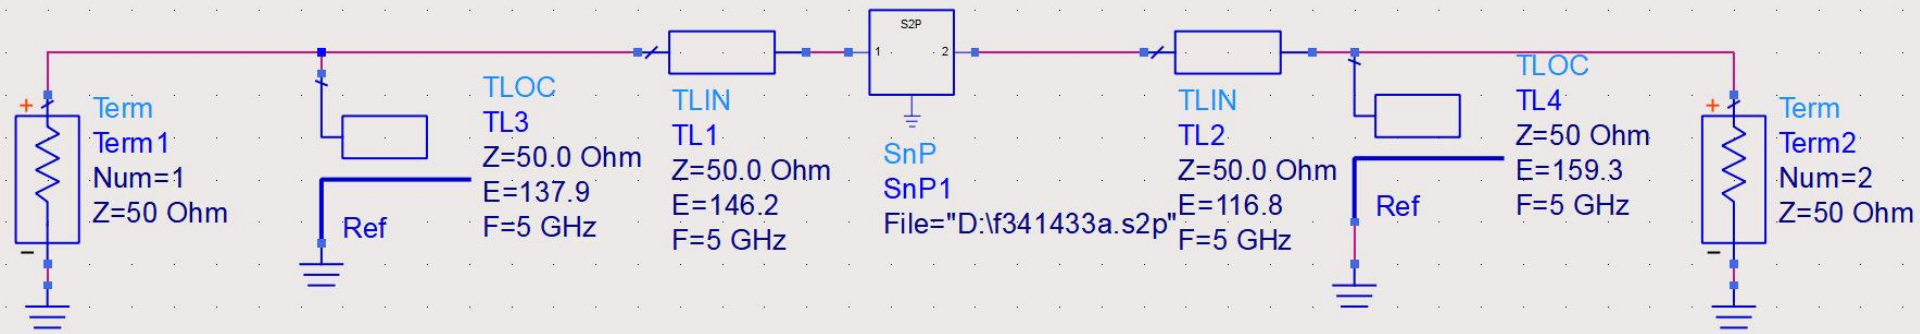 +
Term
Term1
Num=1
Z=50 Ohm
−
Ref
TLOC
TL3
Z=50.0 Ohm
E=137.9
F=5 GHz
TLIN
TL1
Z=50.0 Ohm
E=146.2
F=5 GHz
S2P
1
2
SnP
SnP1
File="D:\f341433a.s2p"
TLIN
TL2
Z=50.0 Ohm
E=116.8
F=5 GHz
Ref
TLOC
TL4
Z=50 Ohm
E=159.3
F=5 GHz
+
Term
Term2
Num=2
Z=50 Ohm
−